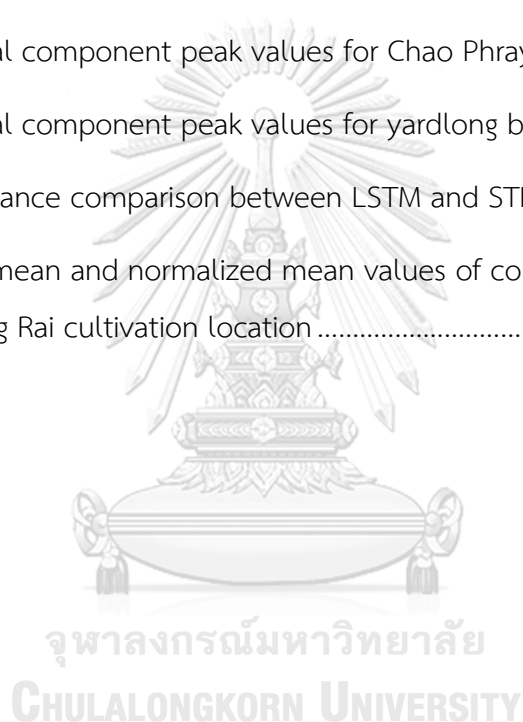 al component peak values for Chao Phray
al component peak values for yardlong b
ance comparison between LSTM and STI
mean and normalized mean values of co
g Rai cultivation location ..............................
จุฬาลงกรณ์มหาวิทยาลัย
CHULALONGKORN UNIVERSITY